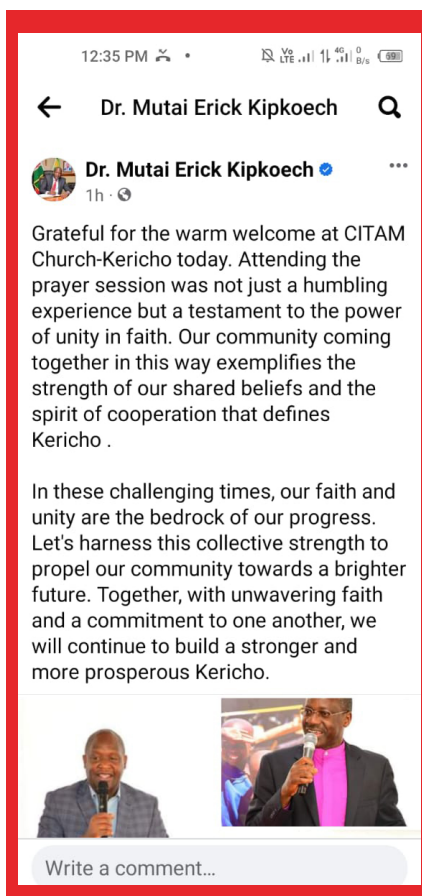 12:35 PM
Vo LTE 4G 0 B/s 69
Dr. Mutai Erick Kipkoech
Dr. Mutai Erick Kipkoech
1h ·
Grateful for the warm welcome at CITAM
Church-Kericho today. Attending the
prayer session was not just a humbling
experience but a testament to the power
of unity in faith. Our community coming
together in this way exemplifies the
strength of our shared beliefs and the
spirit of cooperation that defines
Kericho .
In these challenging times, our faith and
unity are the bedrock of our progress.
Let's harness this collective strength to
propel our community towards a brighter
future. Together, with unwavering faith
and a commitment to one another, we
will continue to build a stronger and
more prosperous Kericho.
Write a comment...